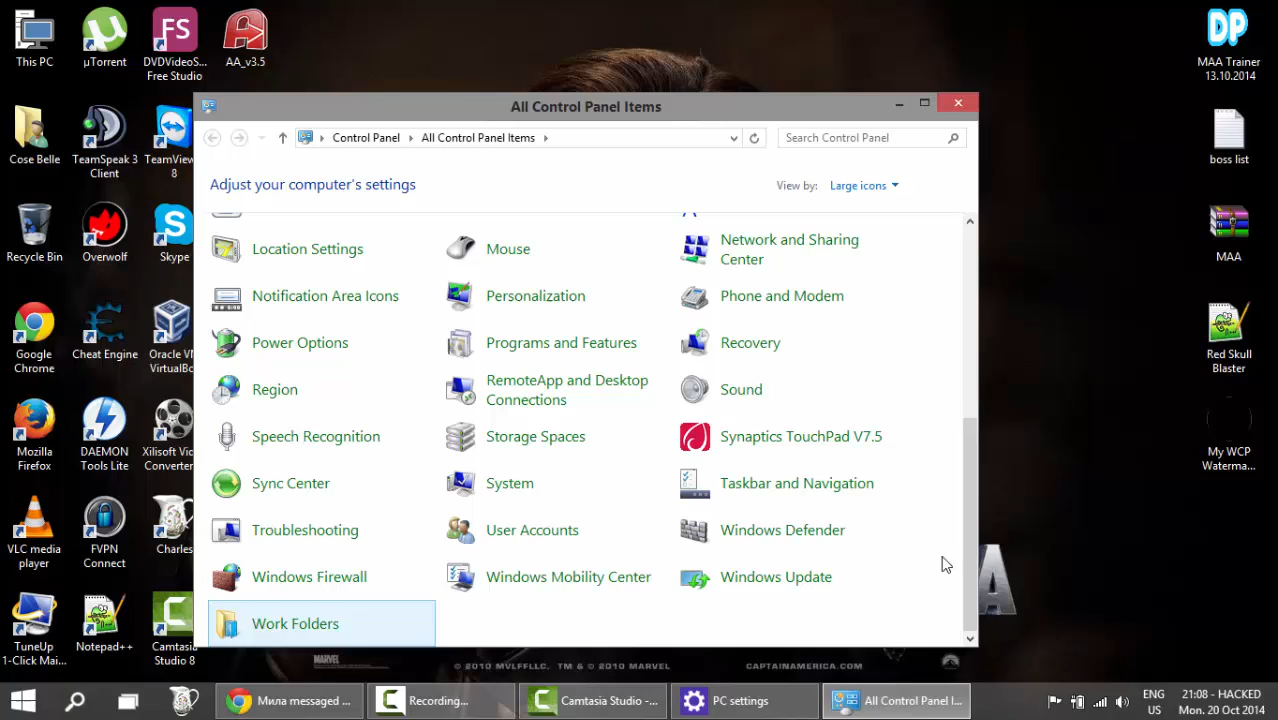 This PC
µTorrent
DVDVideoS...
Free Studio
AA_v3.5
MAA Trainer
13.10.2014
FS
DP
Cose Belle
TeamSpeak 3
Client
TeamView
8
boss list
Recycle Bin
Overwolf
Skype
MAA
Google
Chrome
Cheat Engine
Oracle VM
VirtualBo
Red Skull
Blaster
Mozilla
Firefox
DAEMON
Tools Lite
Xilisoft Vid
Converter
My WCP
Waterma...
VLC media
player
FVPN
Connect
Charles
TuneUp
1-Click Mai...
Notepad++
Camtasia
Studio 8
All Control Panel Items
Control Panel
All Control Panel Items
Search Control Panel
Adjust your computer's settings
View by:
Large icons
Location Settings
Mouse
Network and Sharing
Center
Notification Area Icons
Personalization
Phone and Modem
Power Options
Programs and Features
Recovery
Region
RemoteApp and Desktop
Connections
Sound
Speech Recognition
Storage Spaces
Synaptics TouchPad V7.5
Sync Center
System
Taskbar and Navigation
Troubleshooting
User Accounts
Windows Defender
Windows Firewall
Windows Mobility Center
Windows Update
Work Folders
A
MARVEL
© 2010 MVLFFLLC. TM & © 2010 MARVEL
CAPTAINAMERICA.COM
Мила messaged ...
Recording...
Camtasia Studio -...
PC settings
All Control Panel I...
ENG
US
21:08 - HACKED
Mon. 20 Oct 2014